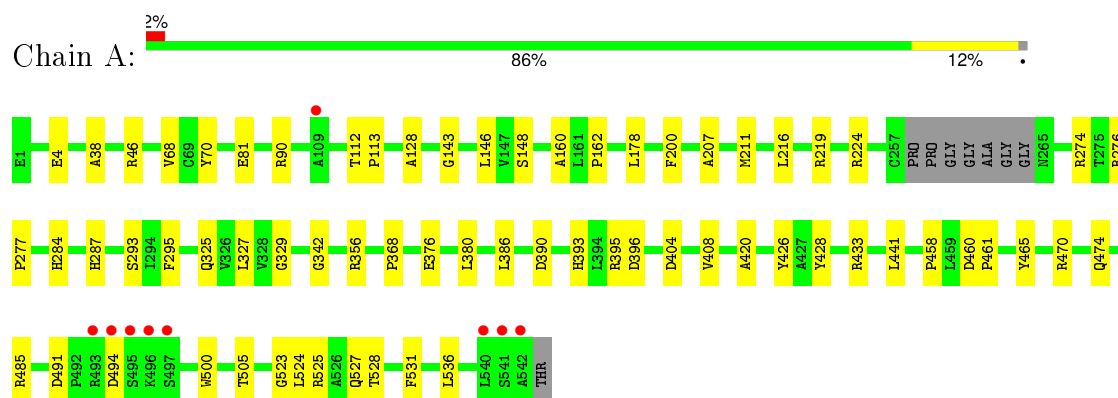 2%
Chain A:
86% 12% •
E1 E4 A38 R46 V68 C69 Y70 E81 R90 A109 T112 P113 A128 G143 L146 V147 S148 A160 L161 P162 L178 F200 A207 M211 L216 R219 R224 C257 PRO PRO GLY GLY ALA GLY GLY N265 R274 T275 R276
P277 H284 H287 S293 I294 F295 Q325 V326 L327 V328 G329 G342 R356 P368 E376 L380 L386 D390 H393 L394 R395 D396 D404 V408 A420 Y426 A427 Y428 R433 L441 P458 L459 D460 P461 Y465 R470 Q474
R485 D491 P492 R493 D494 S495 K496 S497 W500 T505 G523 L524 R525 A526 Q527 T528 F531 L536 L540 S541 A542 THR